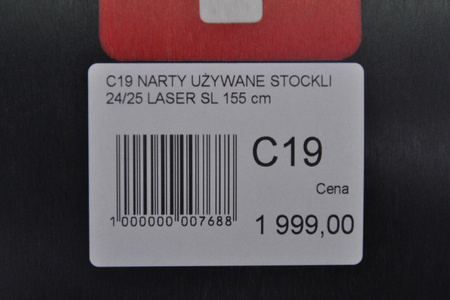 C19 NARTY UŻYWANE STOCKLI
24/25 LASER SL 155 cm
C19
Cena
1 000000 007688
1 999,00